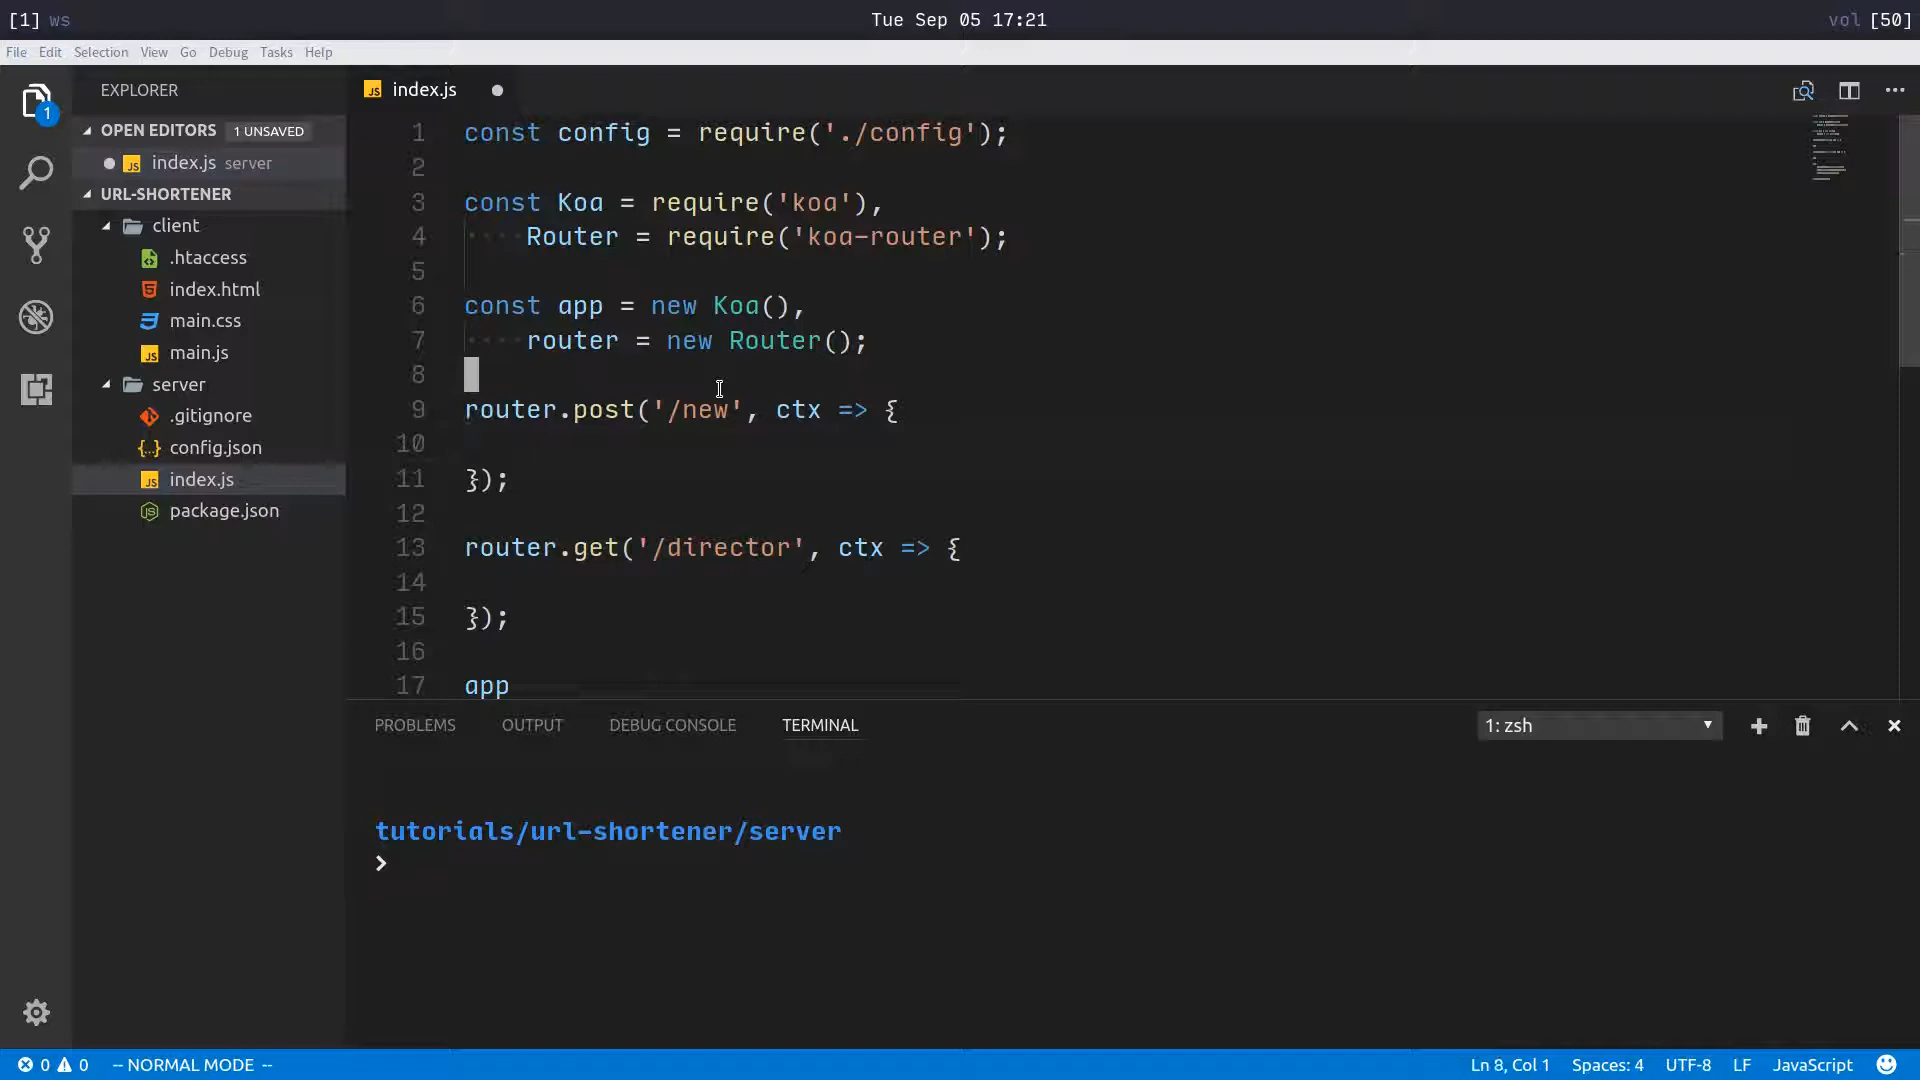 [1] ws
Tue Sep 05 17:21
vol [50]
File Edit Selection View Go Debug Tasks Help
EXPLORER
OPEN EDITORS 1 UNSAVED
index.js server
URL-SHORTENER
client
.htaccess
index.html
main.css
main.js
server
.gitignore
config.json
index.js
package.json
1
index.js
1 const config = require('./config');
2
3 const Koa = require('koa'),
4 Router = require('koa-router');
5
6 const app = new Koa(),
7 router = new Router();
8
9 router.post('/new', ctx => {
10
11 });
12
13 router.get('/director', ctx => {
14
15 });
16
17 app
PROBLEMS OUTPUT DEBUG CONSOLE TERMINAL
1: zsh
tutorials/url-shortener/server
❯
0 0 -- NORMAL MODE --
Ln 8, Col 1 Spaces: 4 UTF-8 LF JavaScript